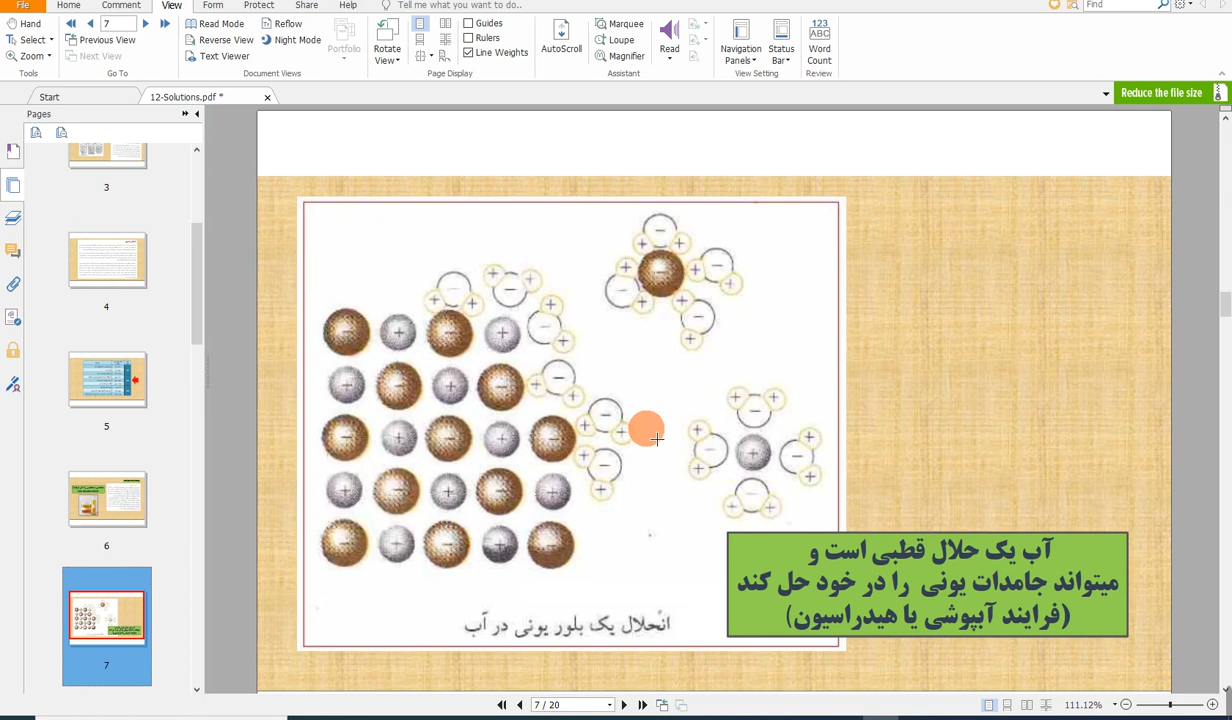 File Home Comment View Form Protect Share Help Tell me what you want to do.. Find
Hand
Select
Zoom
Tools
7
Previous View
Next View
Go To
Read Mode
Reverse View
Text Viewer
Reflow
Night Mode
Document Views
Portfolio
Rotate View
Guides
Rulers
Line Weights
Page Display
AutoScroll
Marquee
Loupe
Magnifier
Assistant
Read
Navigation Panels
Status Bar
View Setting
123
ABC
Word Count
Review
Start
12-Solutions.pdf *
Reduce the file size
Pages
3
4
5
6
7
انحلال یک بلور یونی در آب
آب یک حلال قطبی است و
میتواند جامدات یونی را در خود حل کند
(فرایند آبپوشی یا هیدراسیون)
7 / 20
111.12%